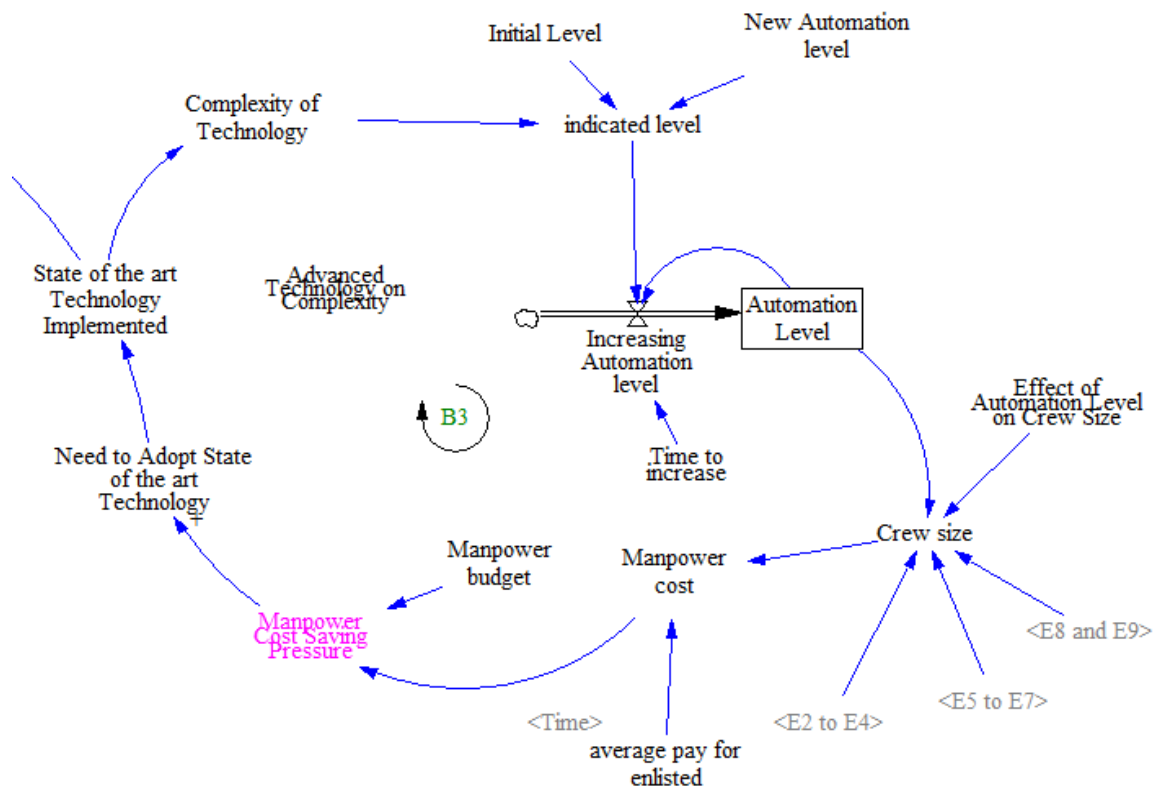 Initial Level
New Automation
level
Complexity of
Technology
indicated level
State of the art
Technology
Implemented
Advanced
Technology on
Complexity
Automation
Level
Increasing
Automation
level
Effect of
Automation Level
on Crew Size
B3
Need to Adopt State
of the art
Technology
+
Time to
increase
Crew size
Manpower
budget
Manpower
cost
Manpower
Cost Saving
Pressure
<E8 and E9>
<E5 to E7>
<E2 to E4>
<Time>
average pay for
enlisted